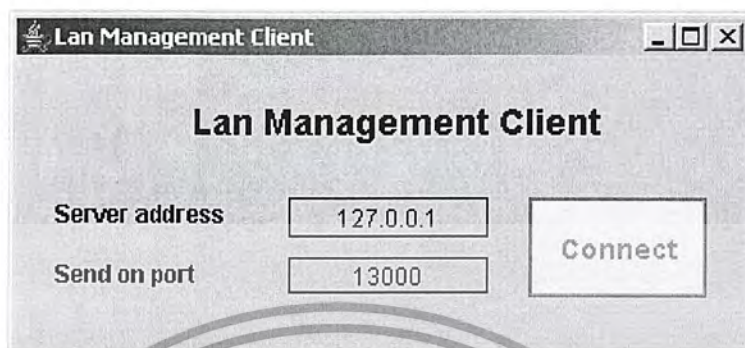 Lan Management Client
Lan Management Client
Server address 127.0.0.1 Connect
Send on port 13000